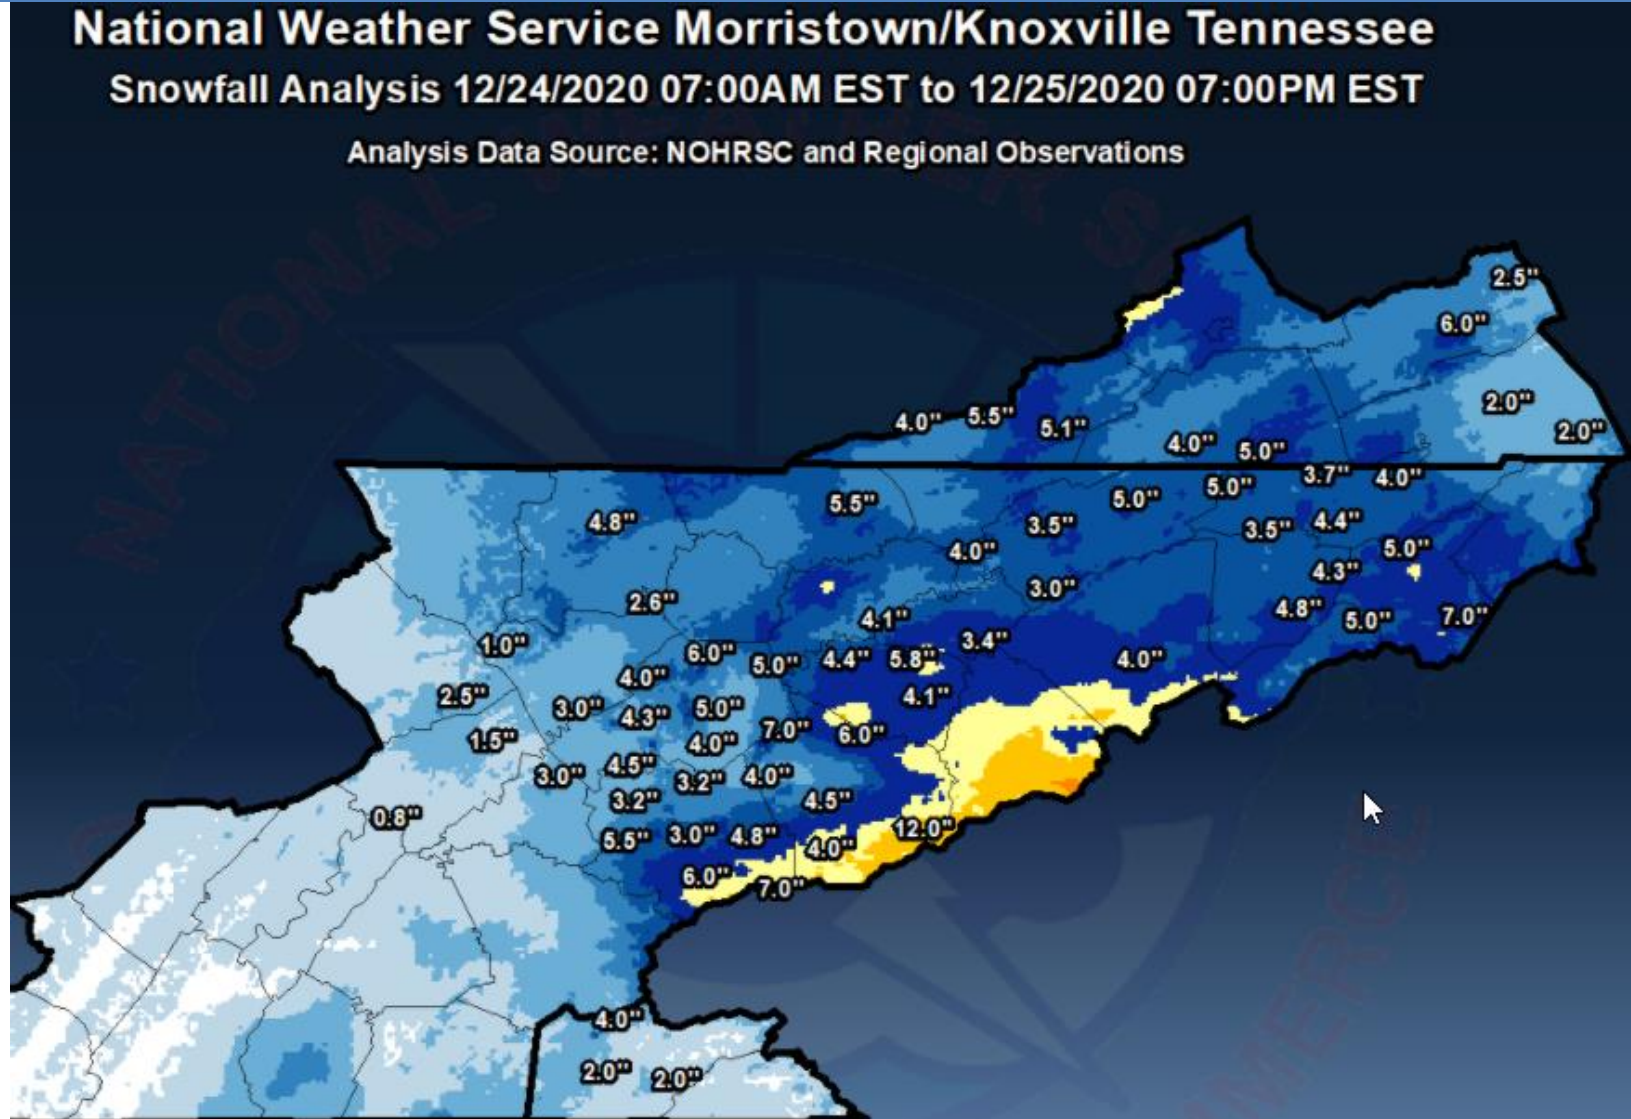 National Weather Service Morristown/Knoxville Tennessee
Snowfall Analysis 12/24/2020 07:00AM EST to 12/25/2020 07:00PM EST
Analysis Data Source: NOHRSC and Regional Observations
NATIONAL WEATHER S
2.5"
6.0"
2.0"
4.0" 5.5" 5.1" 2.0"
4.0" 5.0"
3.7" 4.0"
5.5" 5.0" 5.0"
4.8" 3.5" 3.5" 4.4"
4.0" 5.0"
4.3"
2.6" 3.0"
4.1" 4.8" 5.0" 7.0"
1.0" 6.0" 5.0" 4.4" 5.8" 3.4" 4.0"
4.0"
2.5" 3.0" 4.3" 5.0" 4.1"
1.5" 4.0" 7.0" 6.0"
3.0" 4.5" 3.2" 4.0"
0.8" 3.2" 4.5"
5.5" 3.0" 4.8" 4.0" 12.0"
6.0" 7.0"
4.0"
2.0" 2.0"
MMERCE